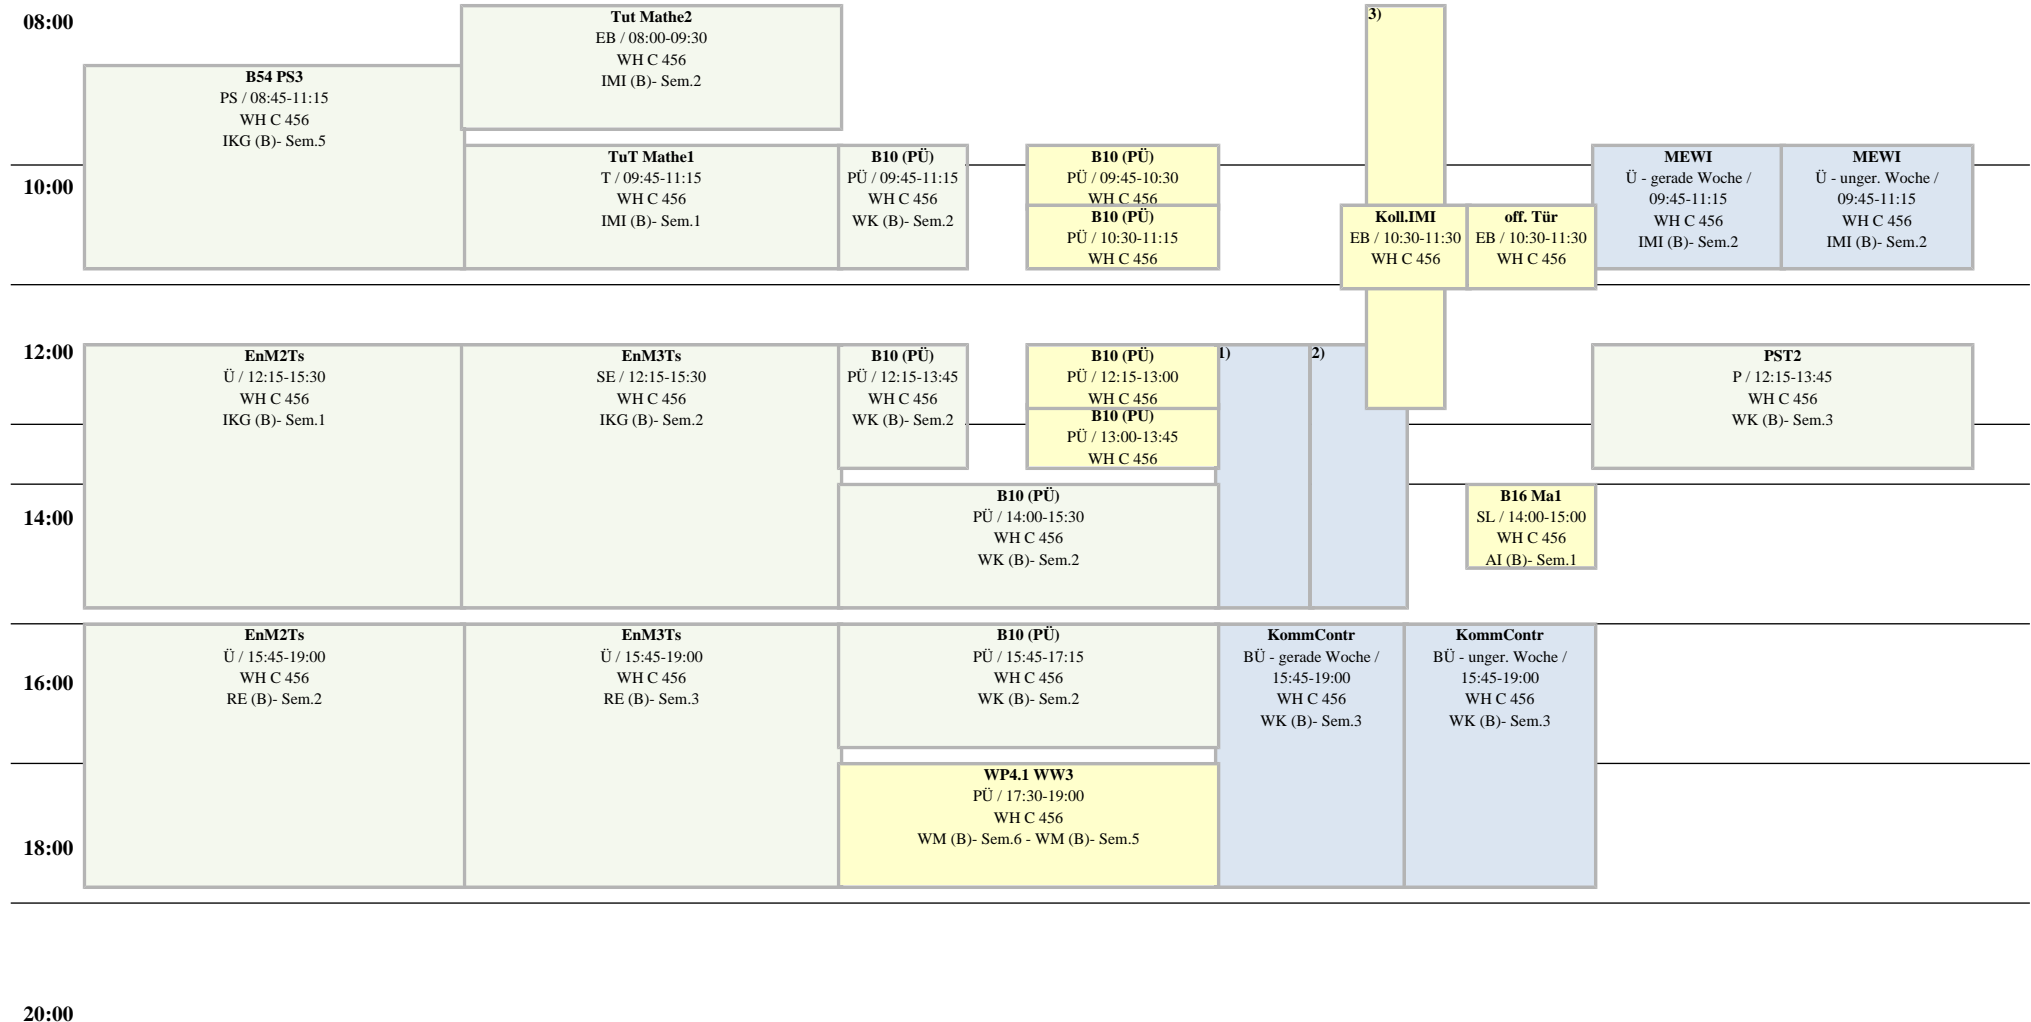 08:00
10:00
12:00
14:00
16:00
18:00
20:00
B54 PS3
PS / 08:45-11:15
WH C 456
IKG (B)- Sem.5
Tut Mathe2
EB / 08:00-09:30
WH C 456
IMI (B)- Sem.2
TuT Mathe1
T / 09:45-11:15
WH C 456
IMI (B)- Sem.1
B10 (PÜ)
PÜ / 09:45-11:15
WH C 456
WK (B)- Sem.2
B10 (PÜ)
PÜ / 09:45-10:30
WH C 456
B10 (PÜ)
PÜ / 10:30-11:15
WH C 456
3)
Koll.IMI
EB / 10:30-11:30
WH C 456
off. Tür
EB / 10:30-11:30
WH C 456
MEWI
Ü - gerade Woche /
09:45-11:15
WH C 456
IMI (B)- Sem.2
MEWI
Ü - unger. Woche /
09:45-11:15
WH C 456
IMI (B)- Sem.2
EnM2Ts
Ü / 12:15-15:30
WH C 456
IKG (B)- Sem.1
EnM3Ts
SE / 12:15-15:30
WH C 456
IKG (B)- Sem.2
B10 (PÜ)
PÜ / 12:15-13:45
WH C 456
WK (B)- Sem.2
B10 (PÜ)
PÜ / 12:15-13:00
WH C 456
B10 (PÜ)
PÜ / 13:00-13:45
WH C 456
1)
2)
PST2
P / 12:15-13:45
WH C 456
WK (B)- Sem.3
B10 (PÜ)
PÜ / 14:00-15:30
WH C 456
WK (B)- Sem.2
B16 Ma1
SL / 14:00-15:00
WH C 456
AI (B)- Sem.1
EnM2Ts
Ü / 15:45-19:00
WH C 456
RE (B)- Sem.2
EnM3Ts
Ü / 15:45-19:00
WH C 456
RE (B)- Sem.3
B10 (PÜ)
PÜ / 15:45-17:15
WH C 456
WK (B)- Sem.2
KommContr
BÜ - gerade Woche /
15:45-19:00
WH C 456
WK (B)- Sem.3
KommContr
BÜ - unger. Woche /
15:45-19:00
WH C 456
WK (B)- Sem.3
WP4.1 WW3
PÜ / 17:30-19:00
WH C 456
WM (B)- Sem.6 - WM (B)- Sem.5